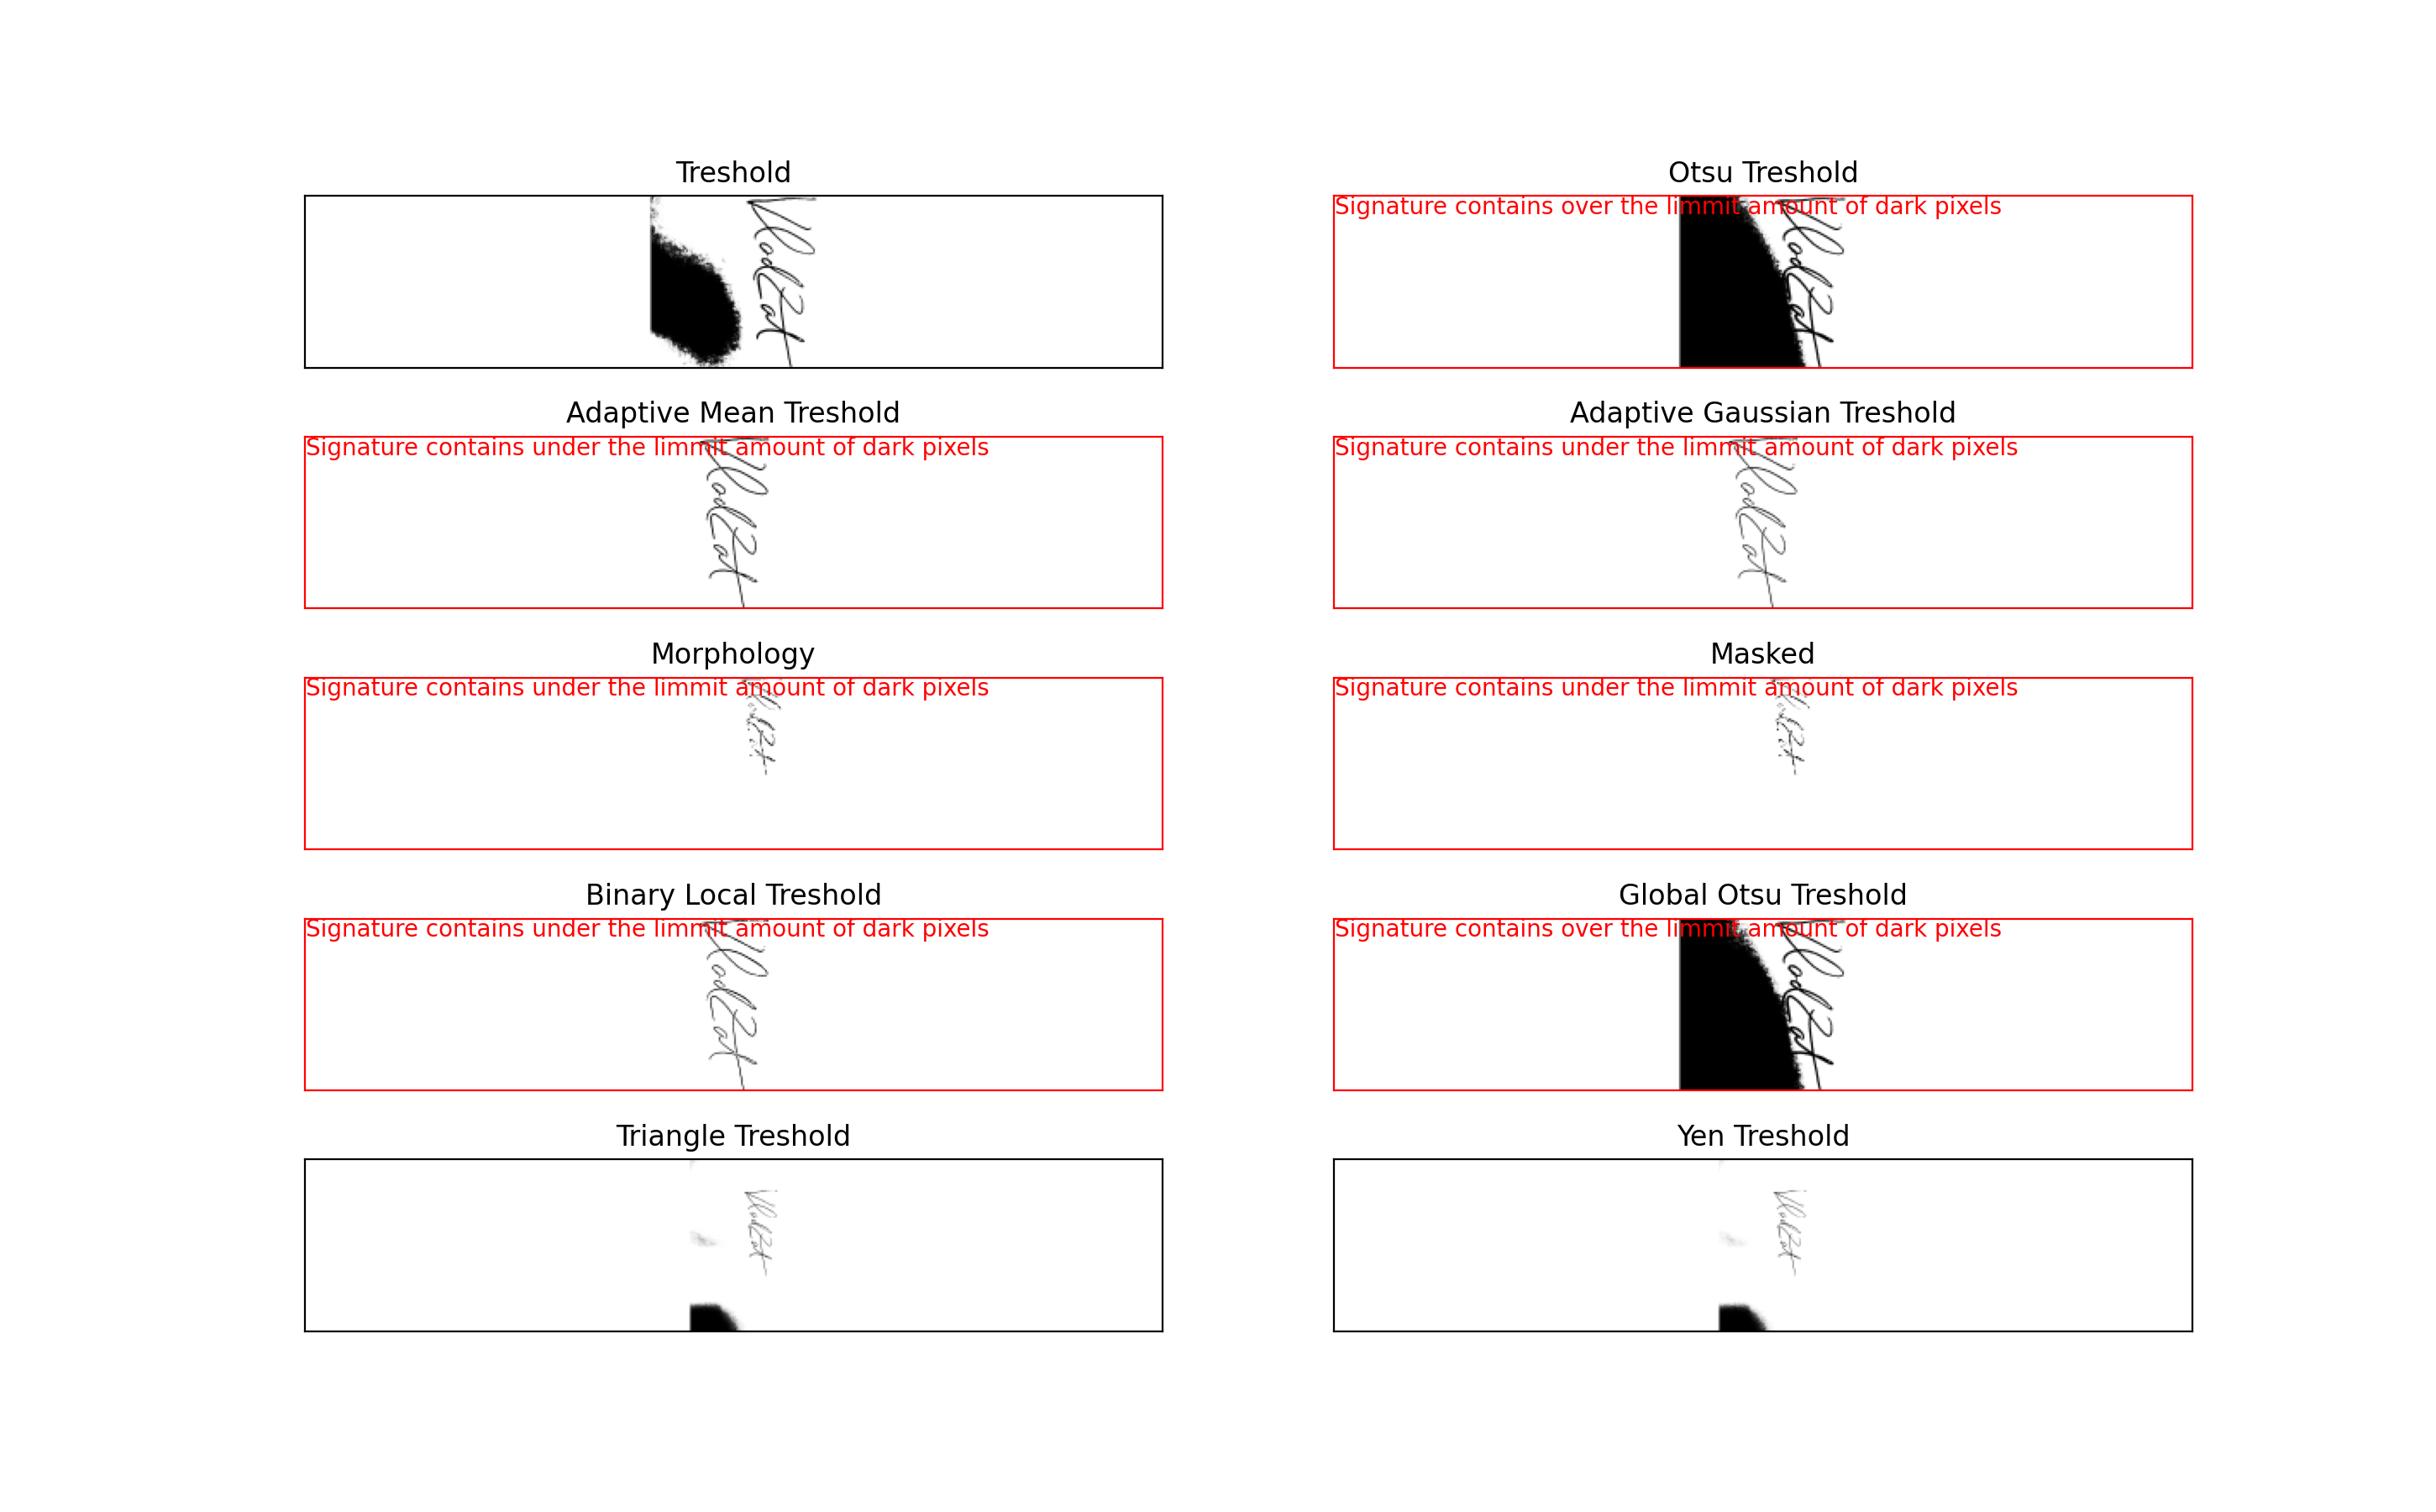 Treshold
Otsu Treshold
Signature contains over the limmit amount of dark pixels
Adaptive Mean Treshold
Adaptive Gaussian Treshold
Signature contains under the limmit amount of dark pixels
Signature contains under the limmit amount of dark pixels
Morphology
Masked
Signature contains under the limmit amount of dark pixels
Signature contains under the limmit amount of dark pixels
Binary Local Treshold
Global Otsu Treshold
Signature contains under the limmit amount of dark pixels
Signature contains over the limmit amount of dark pixels
Triangle Treshold
Yen Treshold